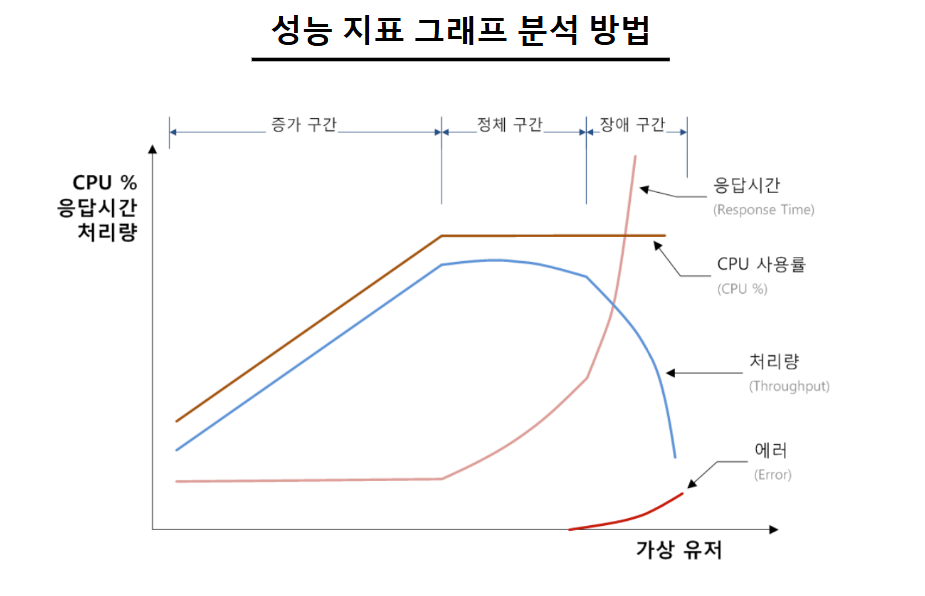 성능 지표 그래프 분석 방법
증가 구간
정체 구간
장애 구간
CPU %
응답시간
처리량
응답시간
(Response Time)
CPU 사용률
(CPU %)
처리량
(Throughput)
에러
(Error)
가상 유저